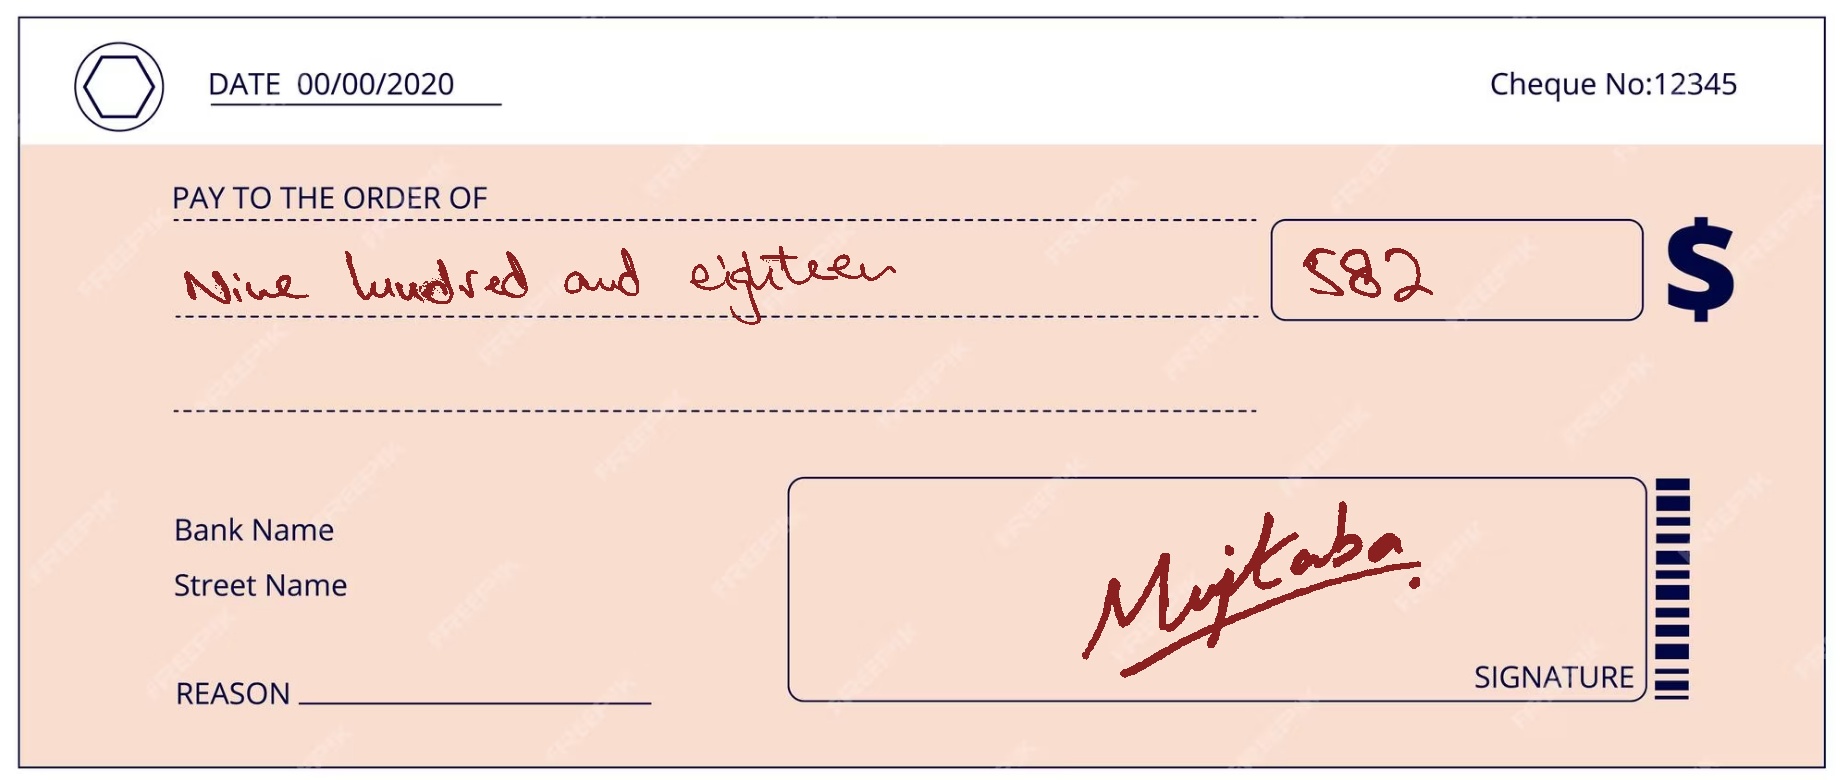 DATE 00/00/2020 Cheque No:12345
PAY TO THE ORDER OF
Nine hundred and eighteen 582 $
Bank Name
Street Name
Mujtaba
REASON SIGNATURE